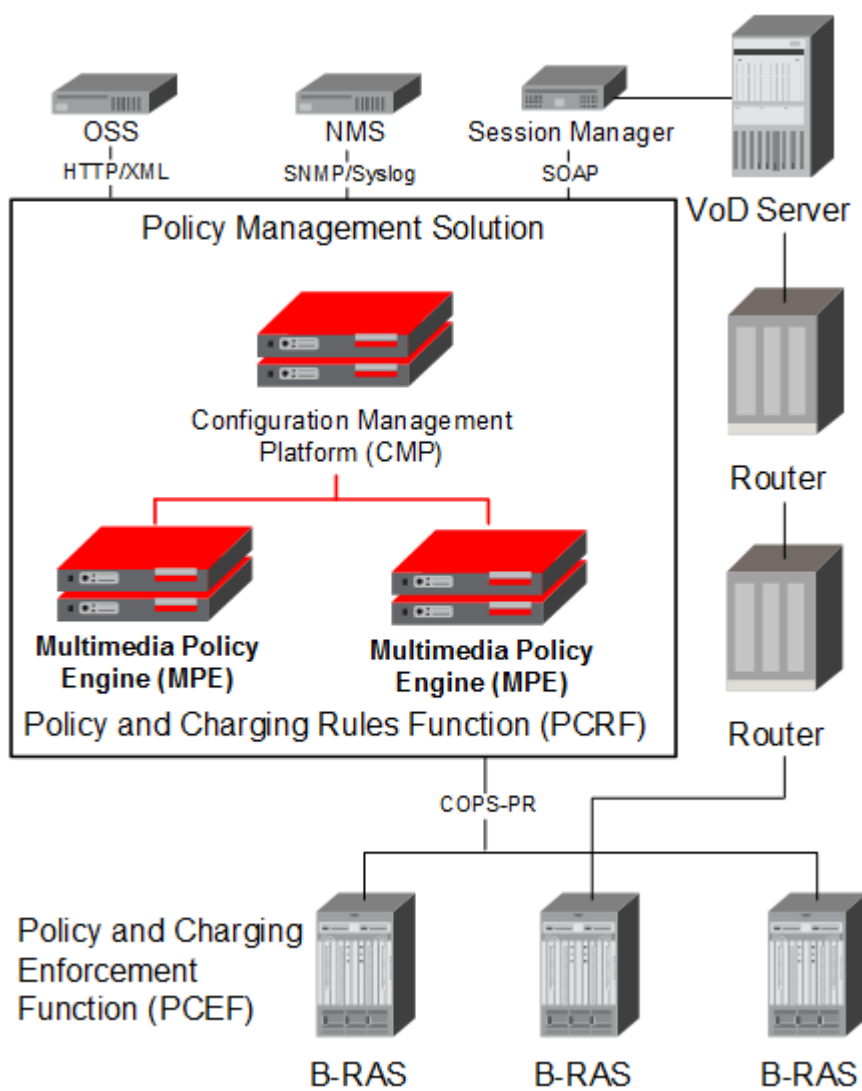 OSS
NMS
Session Manager
HTTP/XML
SNMP/Syslog
SOAP
VoD Server
Policy Management Solution
Configuration Management
Platform (CMP)
Router
Multimedia Policy
Engine (MPE)
Multimedia Policy
Engine (MPE)
Policy and Charging Rules Function (PCRF)
Router
COPS-PR
Policy and Charging
Enforcement
Function (PCEF)
B-RAS
B-RAS
B-RAS